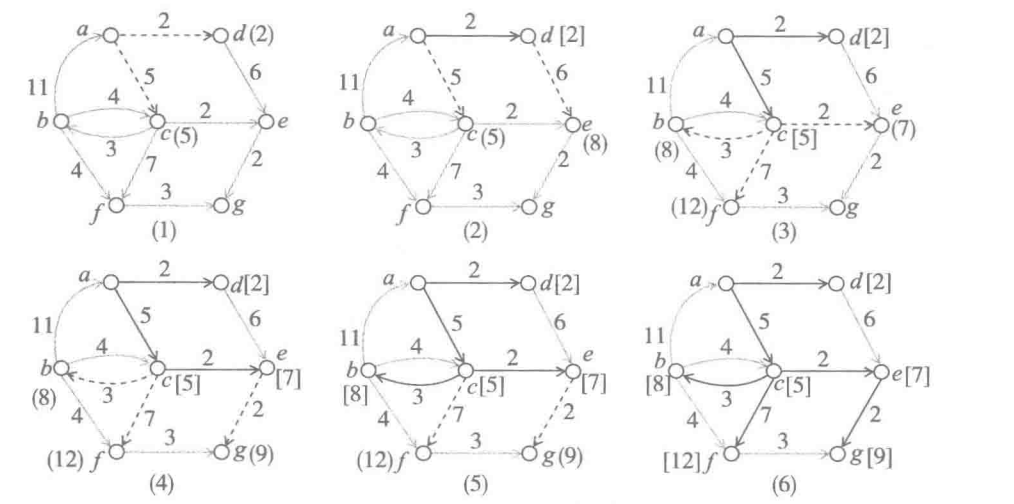 a 2 d (2)
11 5 6
b 4 c (5) 2 e
3
4 7 2
f 3 g
(1)
a 2 d [2]
11 5 6
b 4 c (5) 2 e (8)
3
4 7 2
f 3 g
(2)
a 2 d[2]
11 5 6
b (8) 4 c [5] 2 e (7)
3
4 7 2
(12) f 3 g
(3)
a 2 d[2]
11 5 6
b (8) 4 c [5] 2 e [7]
3
4 7 2
(12) f 3 g (9)
(4)
a 2 d [2]
11 5 6
b [8] 4 c[5] 2 e [7]
3
4 7 2
(12) f 3 g (9)
(5)
a 2 d [2]
11 5 6
b [8] 4 c[5] 2 e [7]
3
4 7 2
[12] f 3 g [9]
(6)